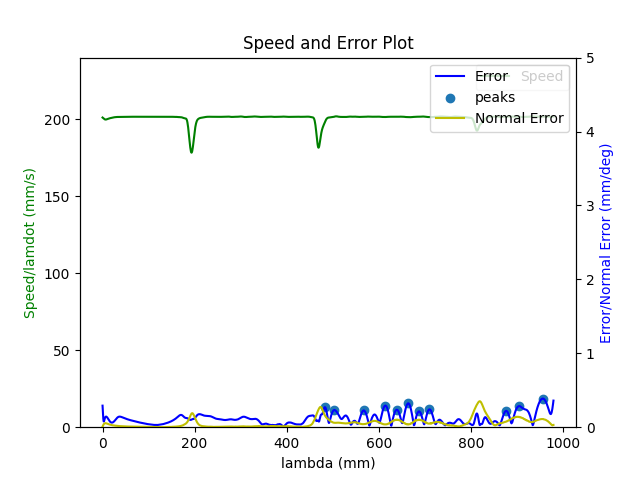 Speed and Error Plot
Error
Speed
peaks
Normal Error
Speed/lamdot (mm/s)
200
150
100
50
0
Error/Normal Error (mm/deg)
5
4
3
2
1
0
0 200 400 600 800 1000
lambda (mm)